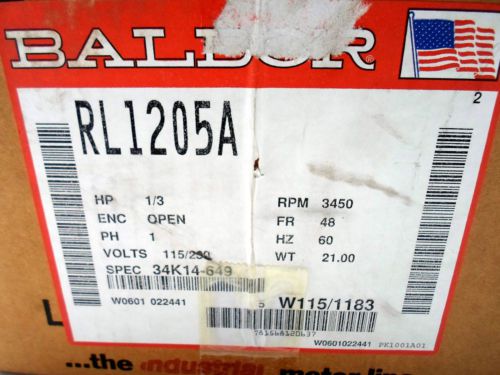 BALDOR
2
RL1205A
HP 1/3 RPM 3450
ENC OPEN FR 48
PH 1 HZ 60
VOLTS 115/230 WT 21.00
SPEC 34K14-649
W0601 022441 5 W115/1183
781568120637
W0601022441 PK1001A01
L
...the industrial motor line